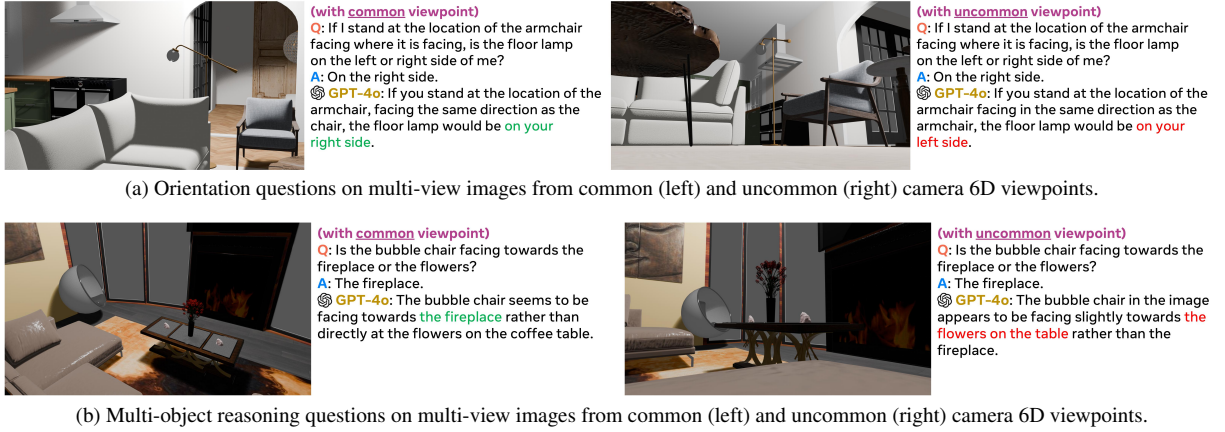 (with common viewpoint)
Q: If I stand at the location of the armchair
facing where it is facing, is the floor lamp
on the left or right side of me?
A: On the right side.
GPT-4o: If you stand at the location of the
armchair, facing the same direction as the
chair, the floor lamp would be on your
right side.
(with uncommon viewpoint)
Q: If I stand at the location of the armchair
facing where it is facing, is the floor lamp
on the left or right side of me?
A: On the right side.
GPT-4o: If you stand at the location of the
armchair facing in the same direction as the
armchair, the floor lamp would be on your
left side.
(a) Orientation questions on multi-view images from common (left) and uncommon (right) camera 6D viewpoints.
(with common viewpoint)
Q: Is the bubble chair facing towards the
fireplace or the flowers?
A: The fireplace.
GPT-4o: The bubble chair seems to be
facing towards the fireplace rather than
directly at the flowers on the coffee table.
(with uncommon viewpoint)
Q: Is the bubble chair facing towards the
fireplace or the flowers?
A: The fireplace.
GPT-4o: The bubble chair in the image
appears to be facing slightly towards the
flowers on the table rather than the
fireplace.
(b) Multi-object reasoning questions on multi-view images from common (left) and uncommon (right) camera 6D viewpoints.